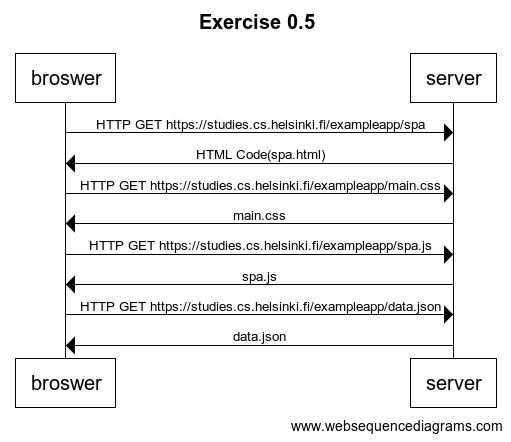 Exercise 0.5
broswer
server
HTTP GET https://studies.cs.helsinki.fi/exampleapp/spa
HTML Code(spa.html)
HTTP GET https://studies.cs.helsinki.fi/exampleapp/main.css
main.css
HTTP GET https://studies.cs.helsinki.fi/exampleapp/spa.js
spa.js
HTTP GET https://studies.cs.helsinki.fi/exampleapp/data.json
data.json
broswer
server
www.websequencediagrams.com